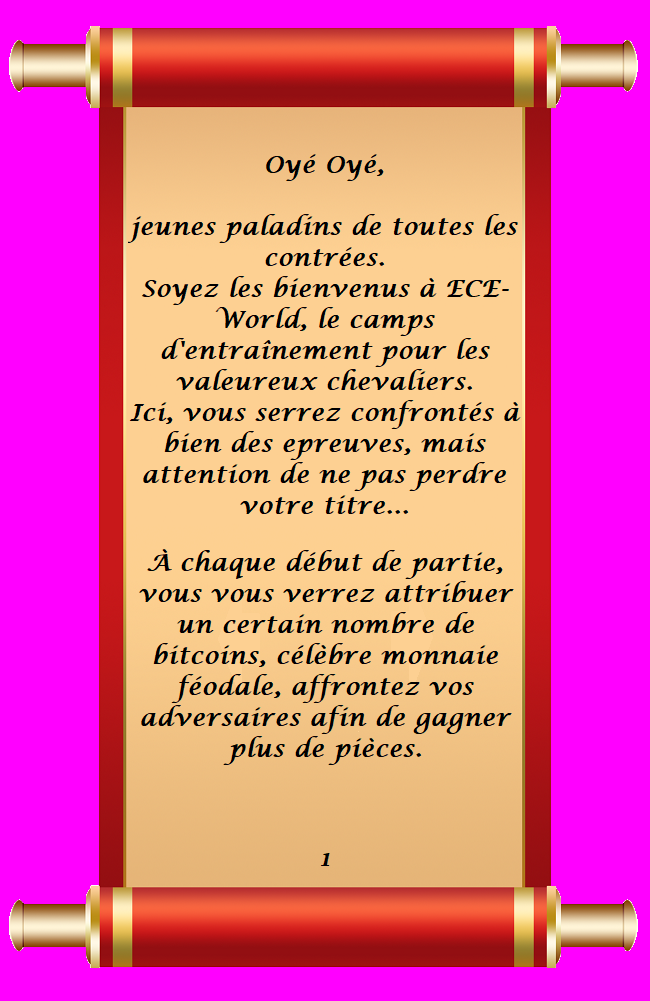 Oyé Oyé,
jeunes paladins de toutes les
contrées.
Soyez les bienvenus à ECE-
World, le camps
d'entraînement pour les
valeureux chevaliers.
Ici, vous serrez confrontés à
bien des epreuves, mais
attention de ne pas perdre
votre titre...
À chaque début de partie,
vous vous verrez attribuer
un certain nombre de
bitcoins, célèbre monnaie
féodale, affrontez vos
adversaires afin de gagner
plus de pièces.
1